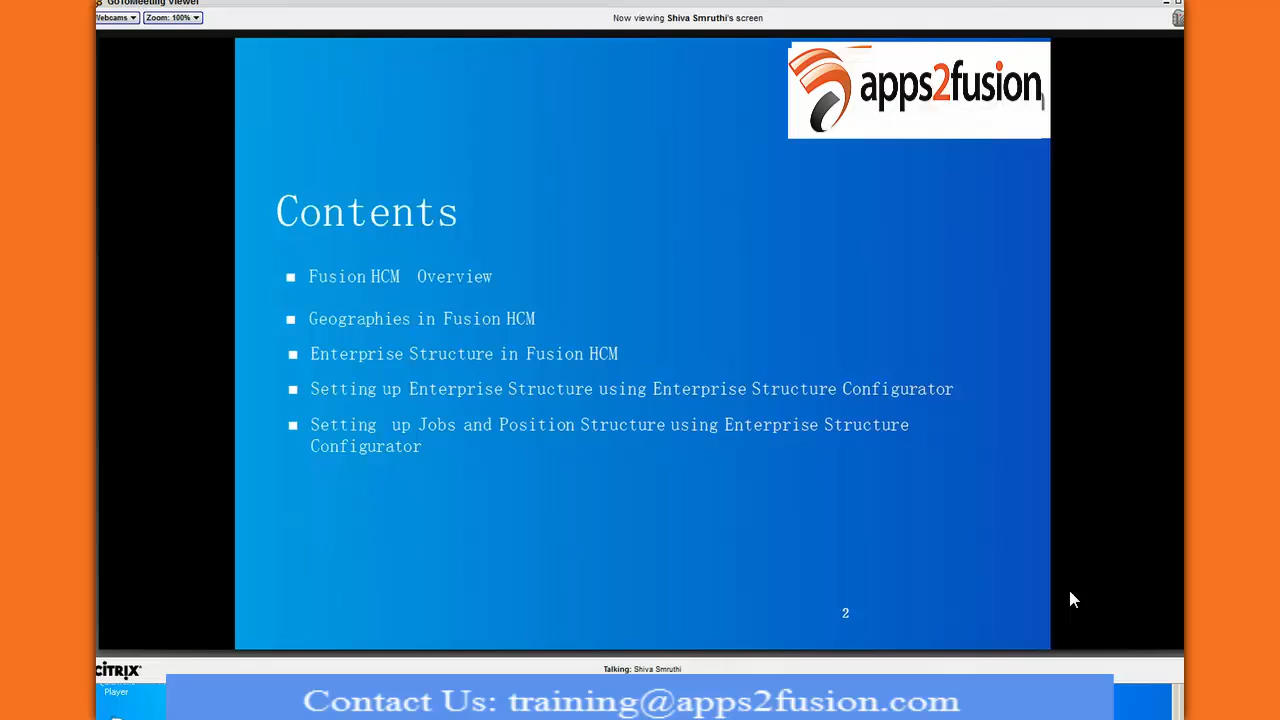 GoToMeeting Viewer
Webcams
Zoom: 100%
Now viewing Shiva Smruthi's screen
apps2fusion
Contents
Fusion HCM Overview
Geographies in Fusion HCM
Enterprise Structure in Fusion HCM
Setting up Enterprise Structure using Enterprise Structure Configurator
Setting up Jobs and Position Structure using Enterprise Structure
Configurator
2
CITRIX
Talking: Shiva Smruthi
Player
Contact Us: training@apps2fusion.com